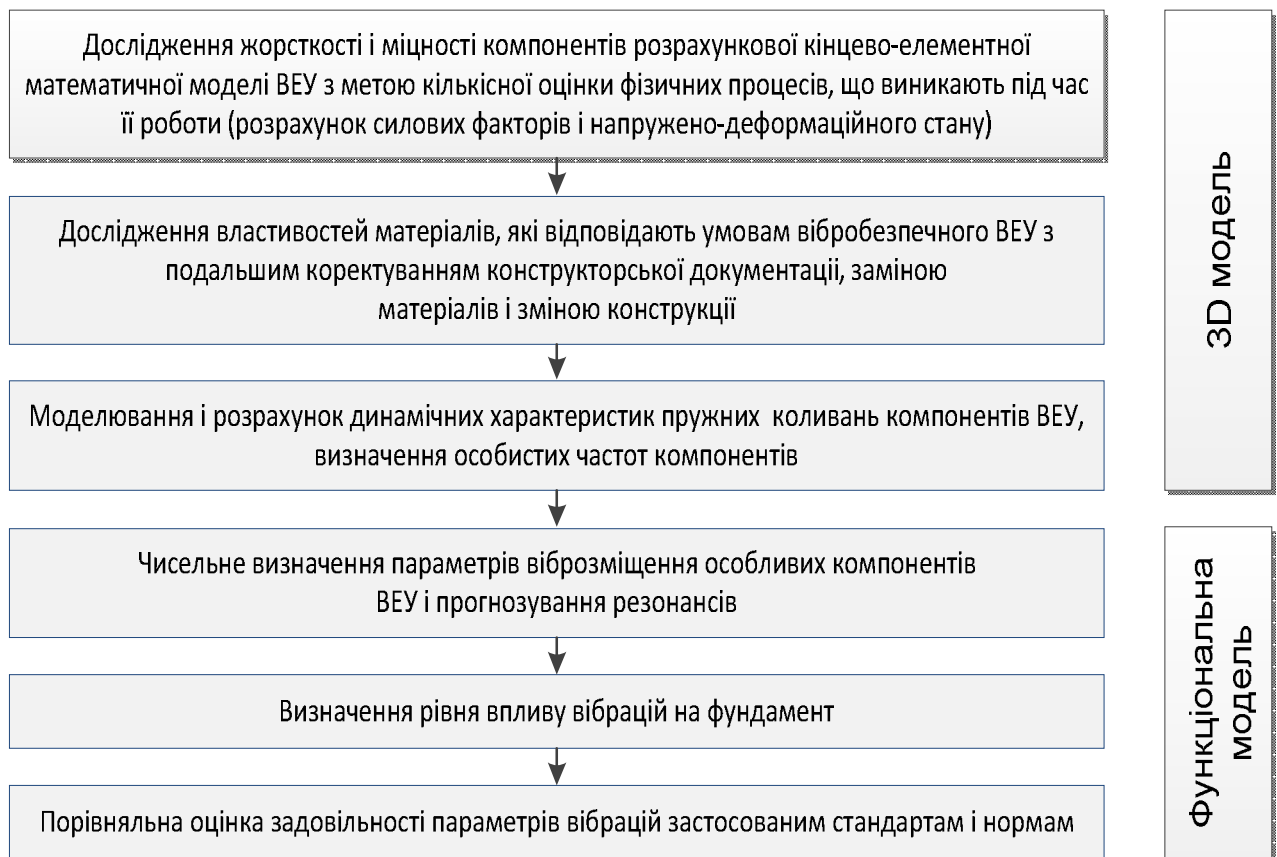 Дослідження жорсткості і міцності компонентів розрахункової кінцево-елементної
математичної моделі ВЕУ з метою кількісної оцінки фізичних процесів, що виникають під час
її роботи (розрахунок силових факторів і напружено-деформаційного стану)
Дослідження властивостей матеріалів, які відповідають умовам вібробезпечного ВЕУ з
подальшим коректуванням конструкторської документаціі, заміною
матеріалів і зміною конструкції
Моделювання і розрахунок динамічних характеристик пружних коливань компонентів ВЕУ,
визначення особистих частот компонентів
3D модель
Чисельне визначення параметрів віброзміщення особливих компонентів
ВЕУ і прогнозування резонансів
Визначення рівня впливу вібрацій на фундамент
Порівняльна оцінка задовільності параметрів вібрацій застосованим стандартам і нормам
Функціональна
модель